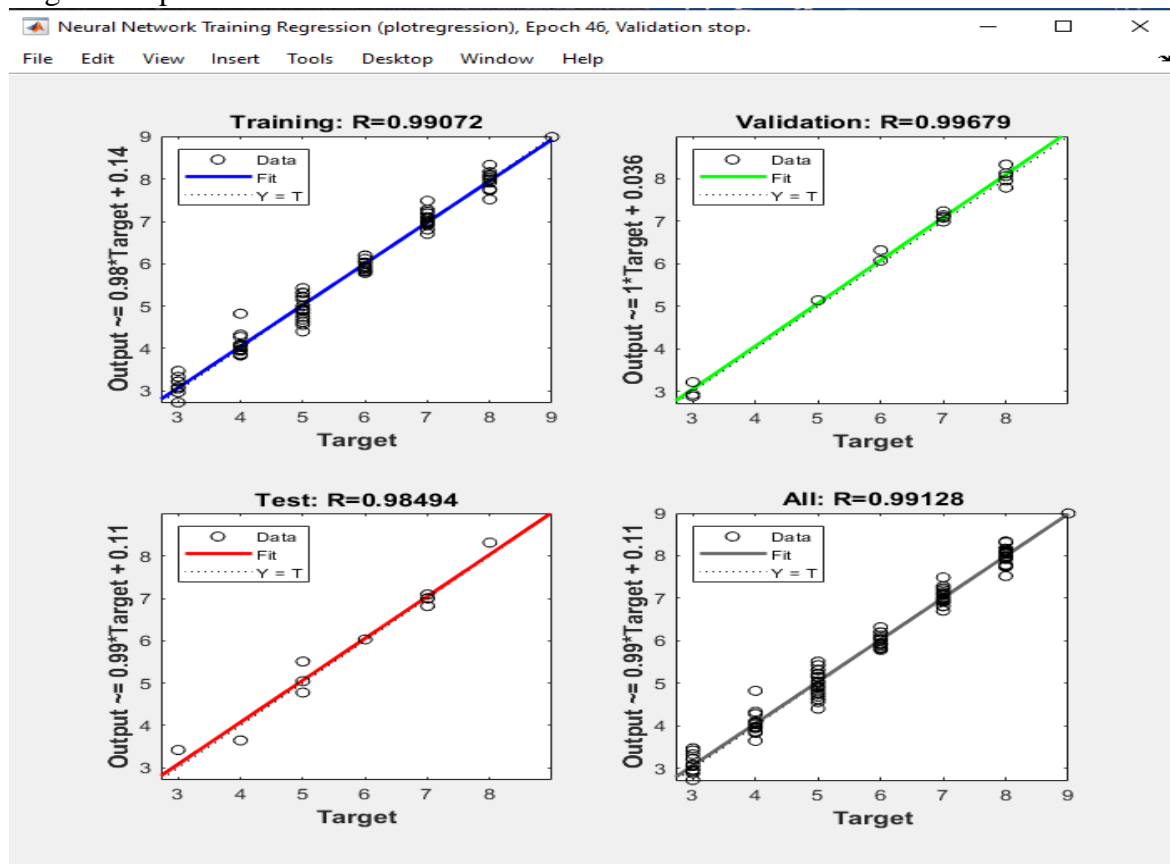 Neural Network Training Regression (plotregression), Epoch 46, Validation stop.
File Edit View Insert Tools Desktop Window Help
Training: R=0.99072
Output ~= 0.98*Target + 0.14
9
8
7
6
5
4
3
Data
Fit
Y = T
3 4 5 6 7 8 9
Target
Validation: R=0.99679
Output ~= 1*Target + 0.036
8
7
6
5
4
3
Data
Fit
Y = T
3 4 5 6 7 8
Target
Test: R=0.98494
Output ~= 0.99*Target + 0.11
8
7
6
5
4
3
Data
Fit
Y = T
3 4 5 6 7 8
Target
All: R=0.99128
Output ~= 0.99*Target + 0.11
9
8
7
6
5
4
3
Data
Fit
Y = T
3 4 5 6 7 8 9
Target